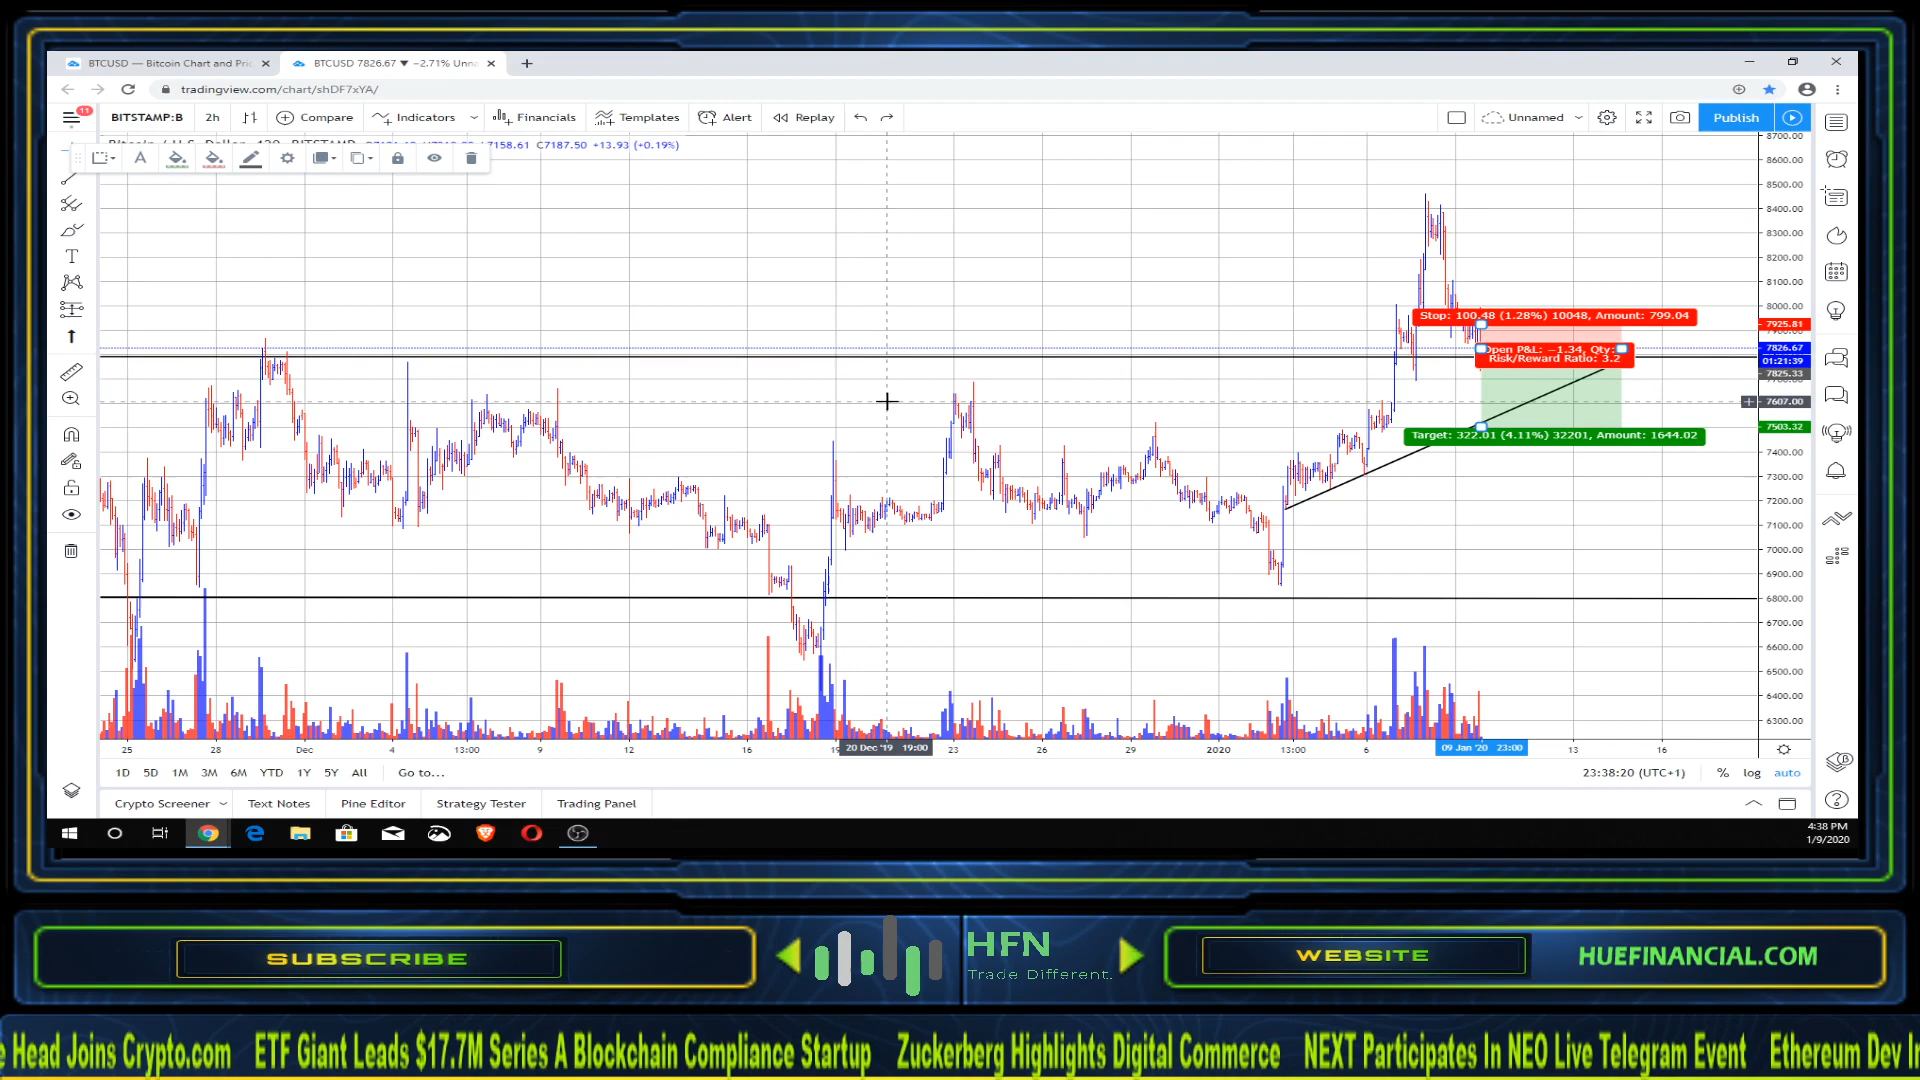 BTCUSD — Bitcoin Chart and Pric
BTCUSD 7826.67 ▼ −2.71% Unna
tradingview.com/chart/shDF7xYA/
11
BITSTAMP:B 2h Compare Indicators Financials Templates Alert Replay Unnamed Publish
7158.61 C7187.50 +13.93 (+0.19%)
8700.00
8600.00
8500.00
8400.00
8300.00
8200.00
8100.00
8000.00
Stop: 100.48 (1.28%) 10048, Amount: 799.04
7925.81
7826.67
Open P&L: −1.34, Qty:
01:21:39
Risk/Reward Ratio: 3.2
7825.33
7607.00
7503.32
Target: 322.01 (4.11%) 32201, Amount: 1644.02
7400.00
7300.00
7200.00
7100.00
7000.00
6900.00
6800.00
6700.00
6600.00
6500.00
6400.00
6300.00
25 28 Dec 4 13:00 9 12 16 19 20 Dec '19 19:00 23 26 29 2020 13:00 6 09 Jan '20 23:00 13 16
1D 5D 1M 3M 6M YTD 1Y 5Y All Go to... 23:38:20 (UTC+1) % log auto
Crypto Screener Text Notes Pine Editor Strategy Tester Trading Panel
4:38 PM
1/9/2020
SUBSCRIBE
HFN
Trade Different.
WEBSITE
HUEFINANCIAL.COM
e Head Joins Crypto.com ETF Giant Leads $17.7M Series A Blockchain Compliance Startup Zuckerberg Highlights Digital Commerce NEXT Participates In NEO Live Telegram Event Ethereum Dev I